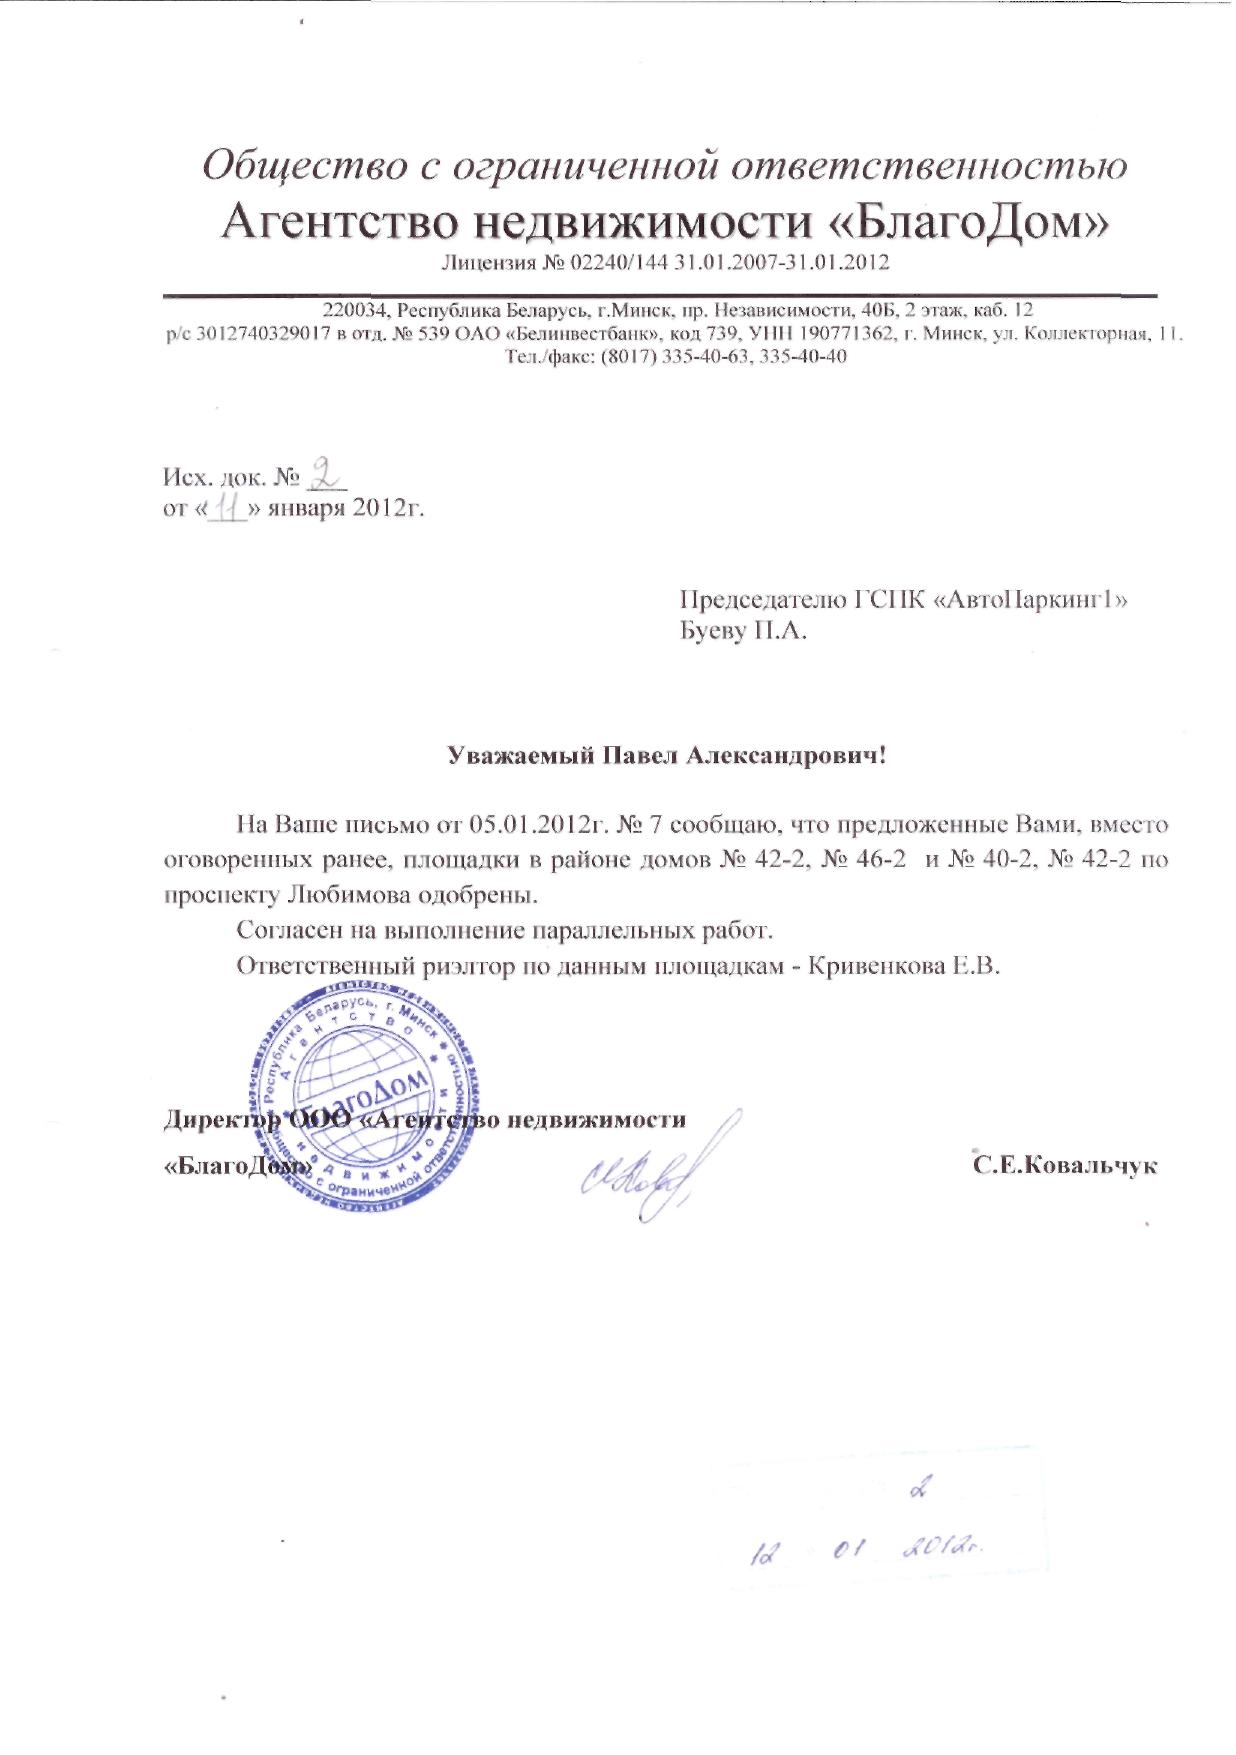 Общество с ограниченной ответственностью
Агентство недвижимости «БлагоДом»
Лицензия № 02240/144 31.01.2007-31.01.2012
220034, Республика Беларусь, г.Минск, пр. Независимости, 40Б, 2 этаж, каб. 12
р/с 3012740329017 в отд. № 539 ОАО «Белинвестбанк», код 739, УНН 190771362, г. Минск, ул. Коллекторная, 11.
Тел./факс: (8017) 335-40-63, 335-40-40
Исх. док. № 2
от «11» января 2012г.
Председателю ГСПК «АвтоПаркинг1»
Буеву П.А.
Уважаемый Павел Александрович!
На Ваше письмо от 05.01.2012г. № 7 сообщаю, что предложенные Вами, вместо
оговоренных ранее, площадки в районе домов № 42-2, № 46-2 и № 40-2, № 42-2 по
проспекту Любимова одобрены.
Согласен на выполнение параллельных работ.
Ответственный риэлтор по данным площадкам - Кривенкова Е.В.
Республика Беларусь, г. Минск
Общество с ограниченной ответственностью
Агентство недвижимости
БлагоДом
Директор ООО «Агентство недвижимости
«БлагоДом» С.Е.Ковальчук
2
12 01 2012г.